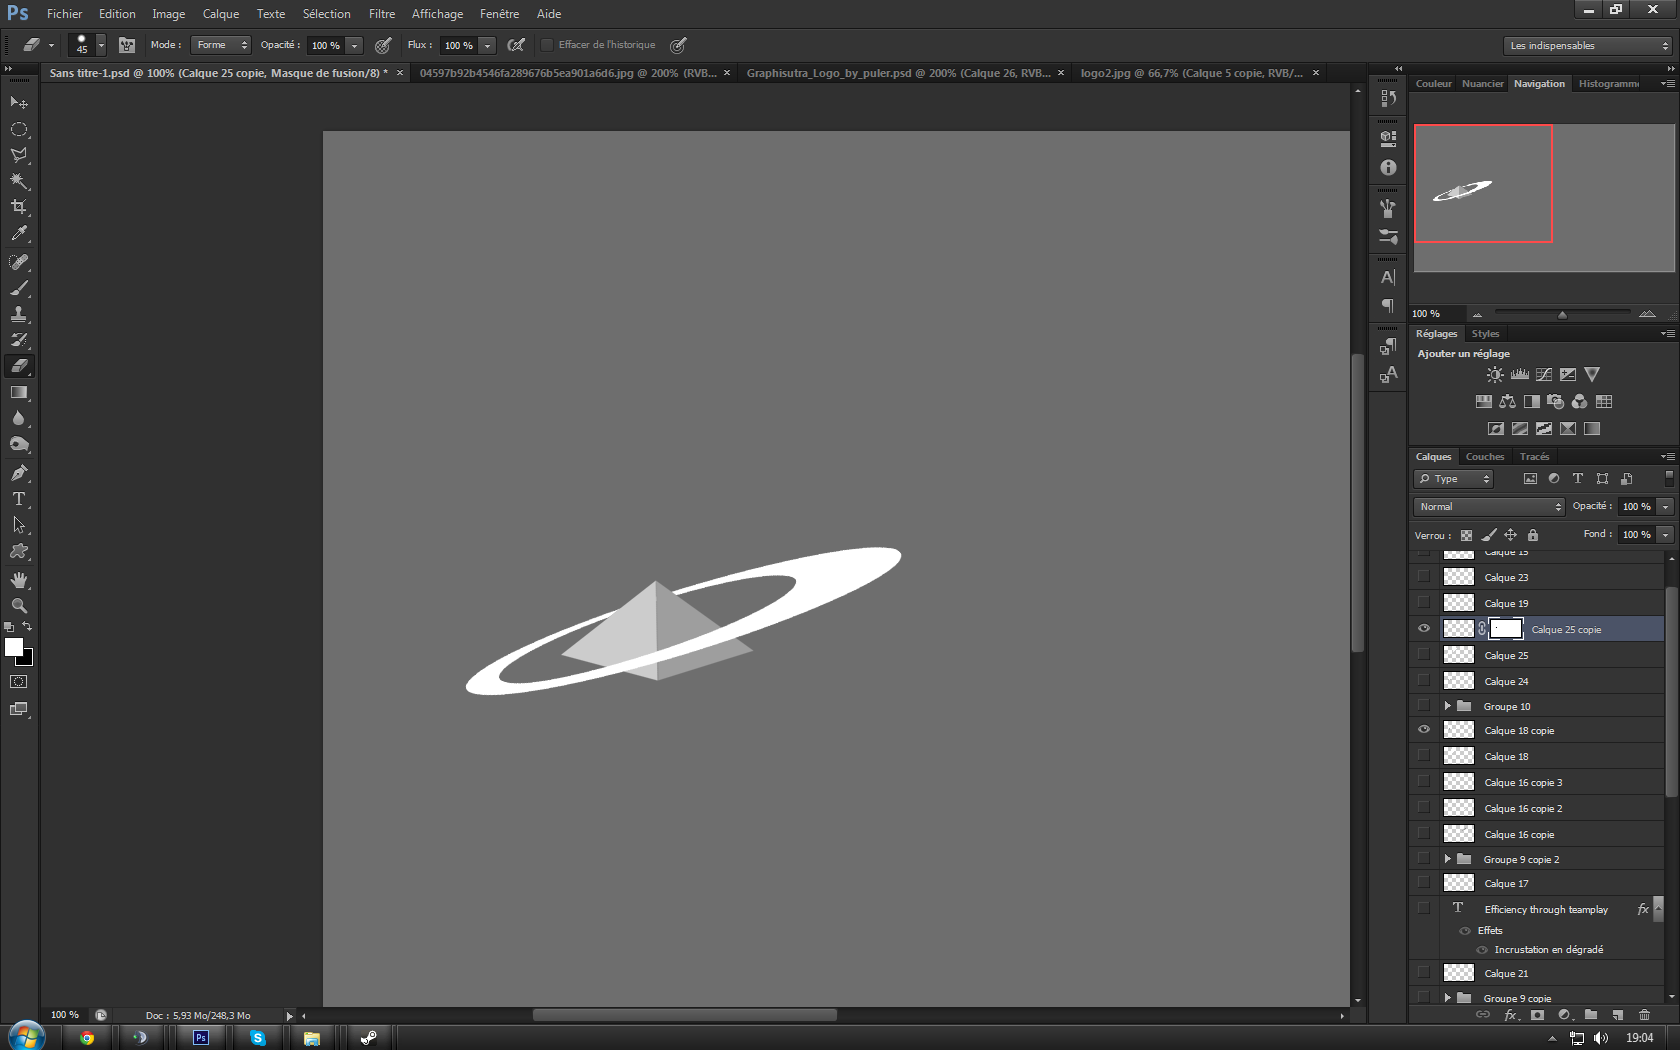 Ps Fichier Edition Image Calque Texte Sélection Filtre Affichage Fenêtre Aide
45 Mode : Forme Opacité : 100 % Flux : 100 % Effacer de l'historique Les indispensables
Sans titre-1.psd @ 100% (Calque 25 copie, Masque de fusion/8) * × 04597b92b4546fa289676b5ea901a6d6.jpg @ 200% (RVB... × Graphisutra_Logo_by_puler.psd @ 200% (Calque 26, RVB... × logo2.jpg @ 66,7% (Calque 5 copie, RVB/... ×
Couleur Nuancier Navigation Histogramme
100 %
Réglages Styles
Ajouter un réglage
Calques Couches Tracés
Type
Normal Opacité : 100 %
Verrou : Fond : 100 %
Calque 15
Calque 23
Calque 19
Calque 25 copie
Calque 25
Calque 24
Groupe 10
Calque 18 copie
Calque 18
Calque 16 copie 3
Calque 16 copie 2
Calque 16 copie
Groupe 9 copie 2
Calque 17
T Efficiency through teamplay fx
Effets
Incrustation en dégradé
Calque 21
Groupe 9 copie
100 % Doc : 5,93 Mo/248,3 Mo
Ps
19:04